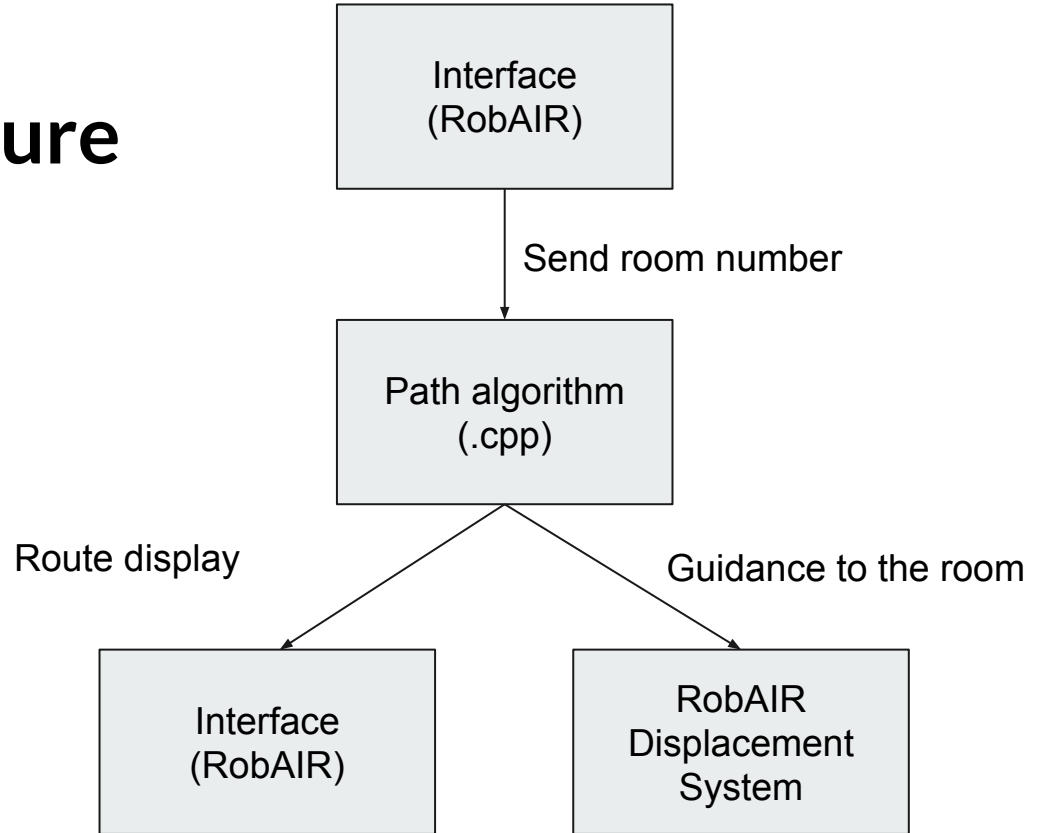 Interface
(RobAIR)
ure
Send room number
Path algorithm
(.cpp)
Route display
Guidance to the room
Interface
(RobAIR)
RobAIR
Displacement
System